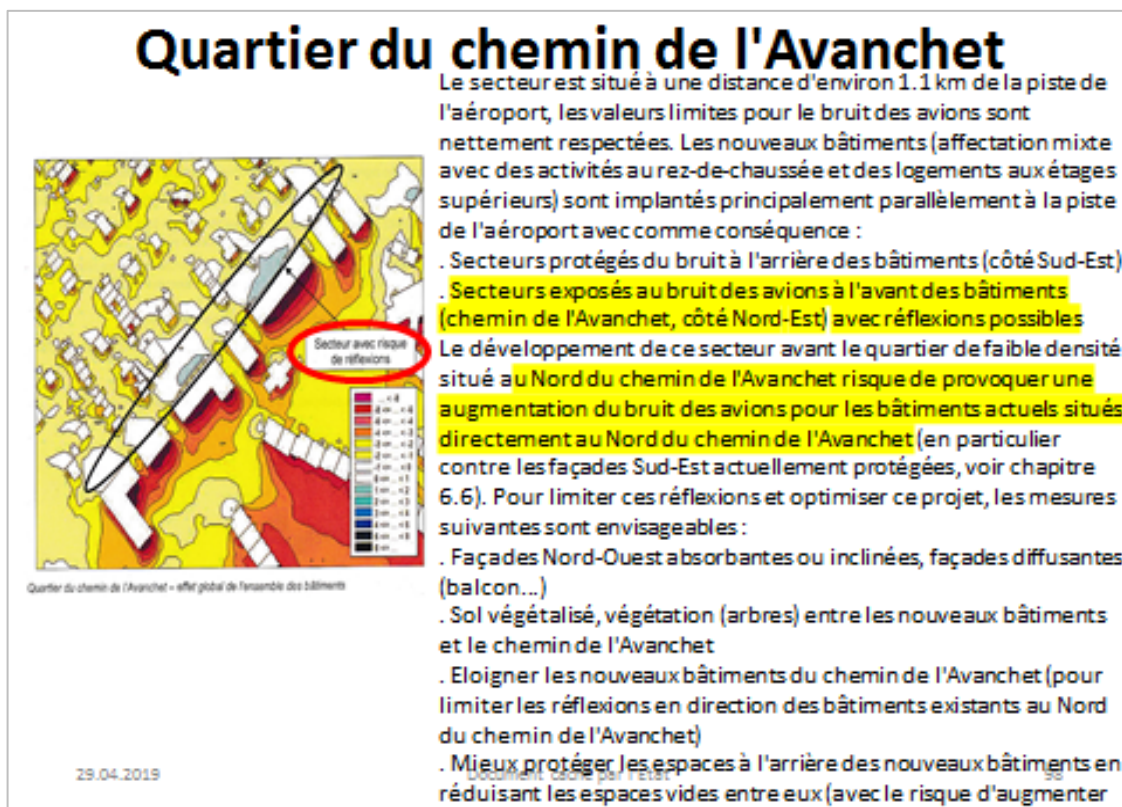 Quartier du chemin de l'Avanchet
Le secteur est situé à une distance d'environ 1.1 km de la piste de
l'aéroport, les valeurs limites pour le bruit des avions sont
nettement respectées. Les nouveaux bâtiments (affectation mixte
avec des activités au rez-de-chaussée et des logements aux étages
supérieurs) sont implantés principalement parallèlement à la piste
de l'aéroport avec comme conséquence :
. Secteurs protégés du bruit à l'arrière des bâtiments (côté Sud-Est)
. Secteurs exposés au bruit des avions à l'avant des bâtiments
(chemin de l'Avanchet, côté Nord-Est) avec réflexions possibles
Le développement de ce secteur avant le quartier de faible densité
situé au Nord du chemin de l'Avanchet risque de provoquer une
augmentation du bruit des avions pour les bâtiments actuels situés
directement au Nord du chemin de l'Avanchet (en particulier
contre les façades Sud-Est actuellement protégées, voir chapitre
6.6). Pour limiter ces réflexions et optimiser ce projet, les mesures
suivantes sont envisageables :
. Façades Nord-Ouest absorbantes ou inclinées, façades diffusantes
(balcon...)
. Sol végétalisé, végétation (arbres) entre les nouveaux bâtiments
et le chemin de l'Avanchet
. Eloigner les nouveaux bâtiments du chemin de l'Avanchet (pour
limiter les réflexions en direction des bâtiments existants au Nord
du chemin de l'Avanchet)
. Mieux protéger les espaces à l'arrière des nouveaux bâtiments en
réduisant les espaces vides entre eux (avec le risque d'augmenter
Secteur avec risque
de réflexions
Quartier du chemin de l'Avanchet – effet global de l'ensemble des bâtiments
29.04.2019
Document caché par l'Etat
98